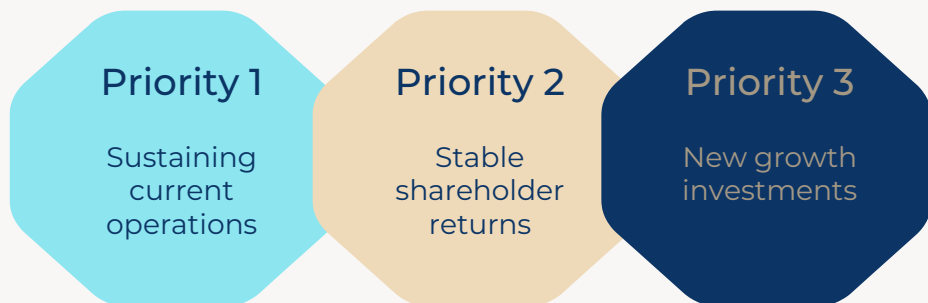 Priority 1
Sustaining
current
operations
Priority 2
Stable
shareholder
returns
Priority 3
New growth
investments